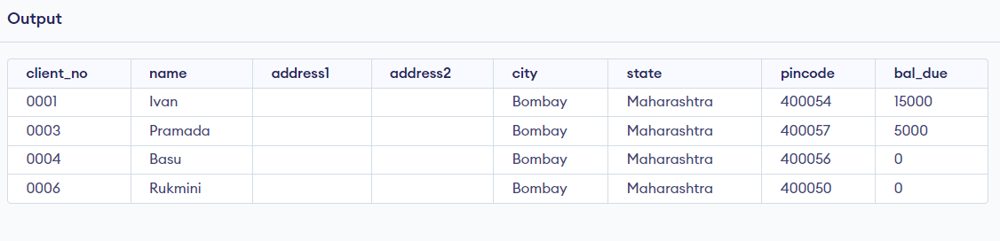 Output
client_no name address1 address2 city state pincode bal_due
0001 Ivan Bombay Maharashtra 400054 15000
0003 Pramada Bombay Maharashtra 400057 5000
0004 Basu Bombay Maharashtra 400056 0
0006 Rukmini Bombay Maharashtra 400050 0